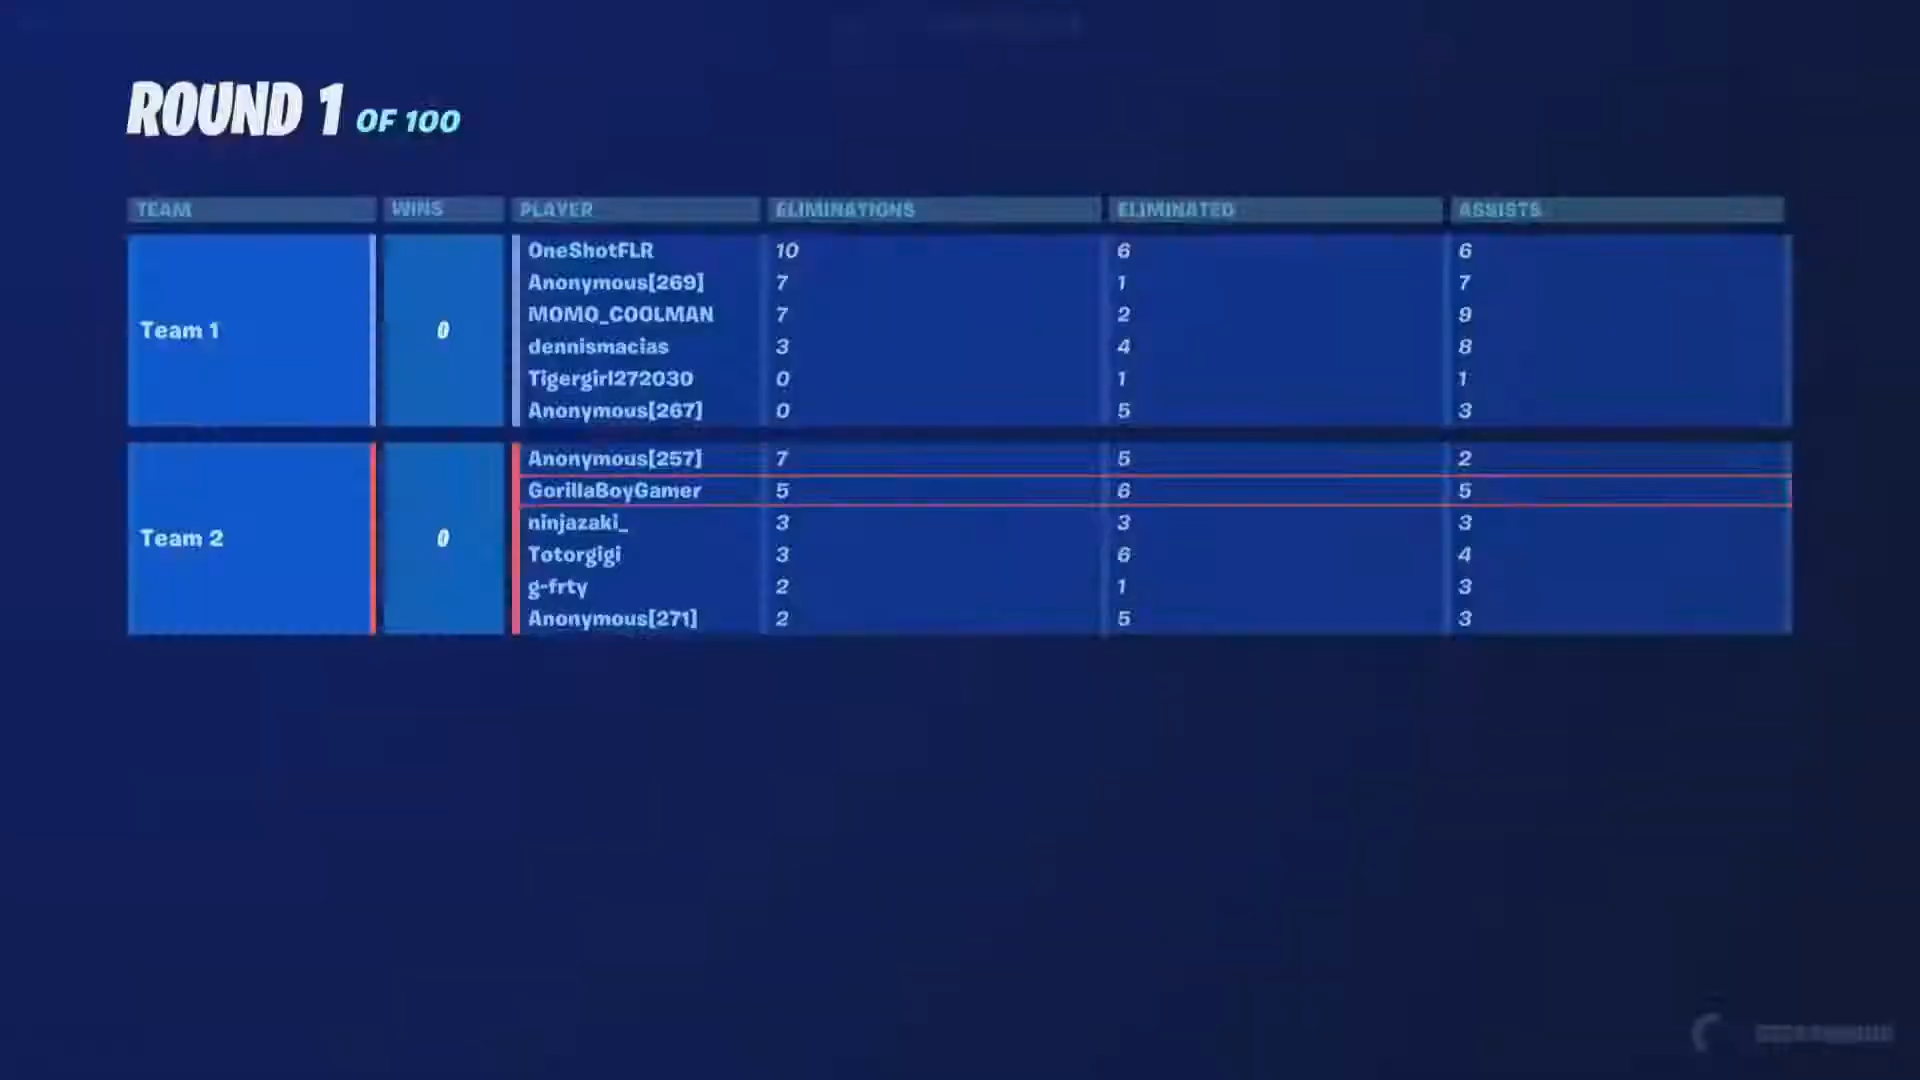 ROUND 1 OF 100
TEAM WINS PLAYER ELIMINATIONS ELIMINATED ASSISTS
Team 1 0
OneShotFLR 10 6 6
Anonymous[269] 7 1 7
MOMO_COOLMAN 7 2 9
dennismacias 3 4 8
Tigergirl272030 0 1 1
Anonymous[267] 0 5 3
Team 2 0
Anonymous[257] 7 5 2
GorillaBoyGamer 5 6 5
ninjazaki_ 3 3 3
Totorgigi 3 6 4
g-frty 2 1 3
Anonymous[271] 2 5 3